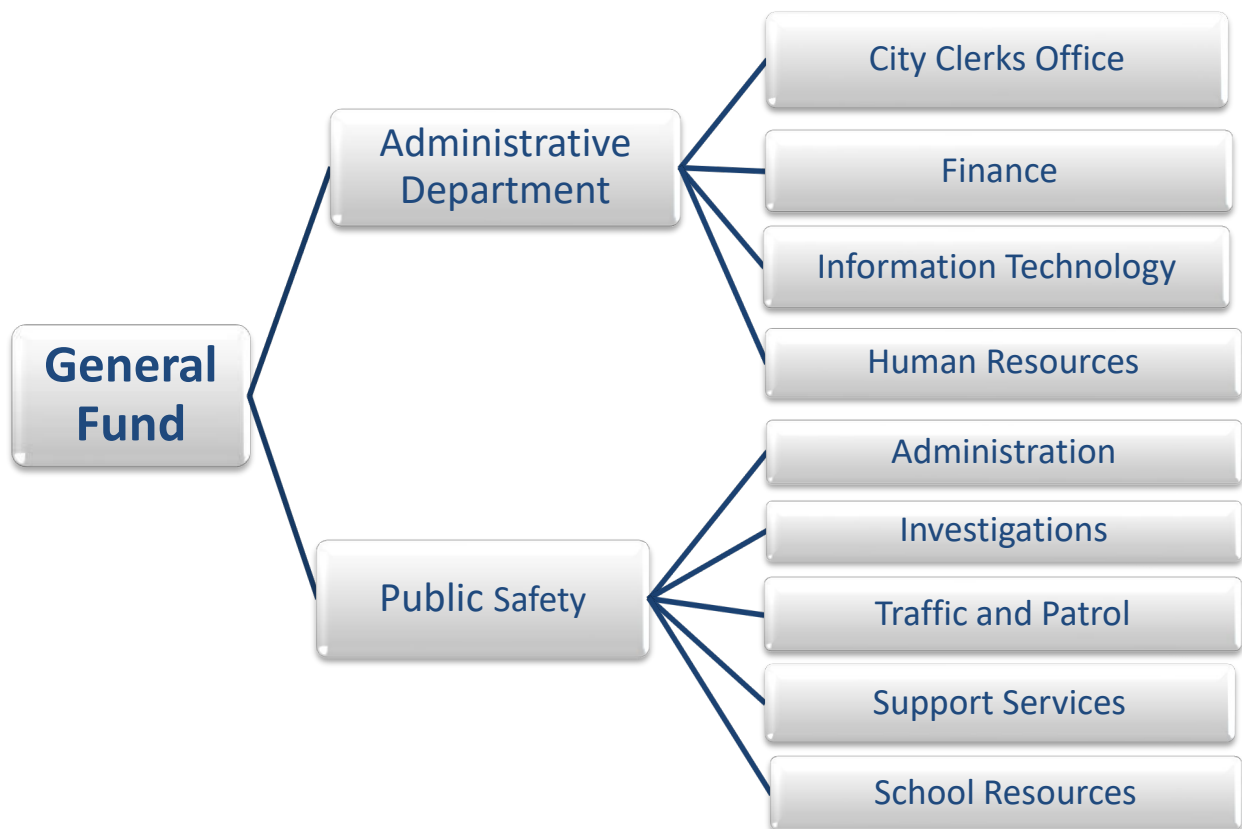 General
Fund
Administrative
Department
City Clerks Office
Finance
Information Technology
Human Resources
Public Safety
Administration
Investigations
Traffic and Patrol
Support Services
School Resources